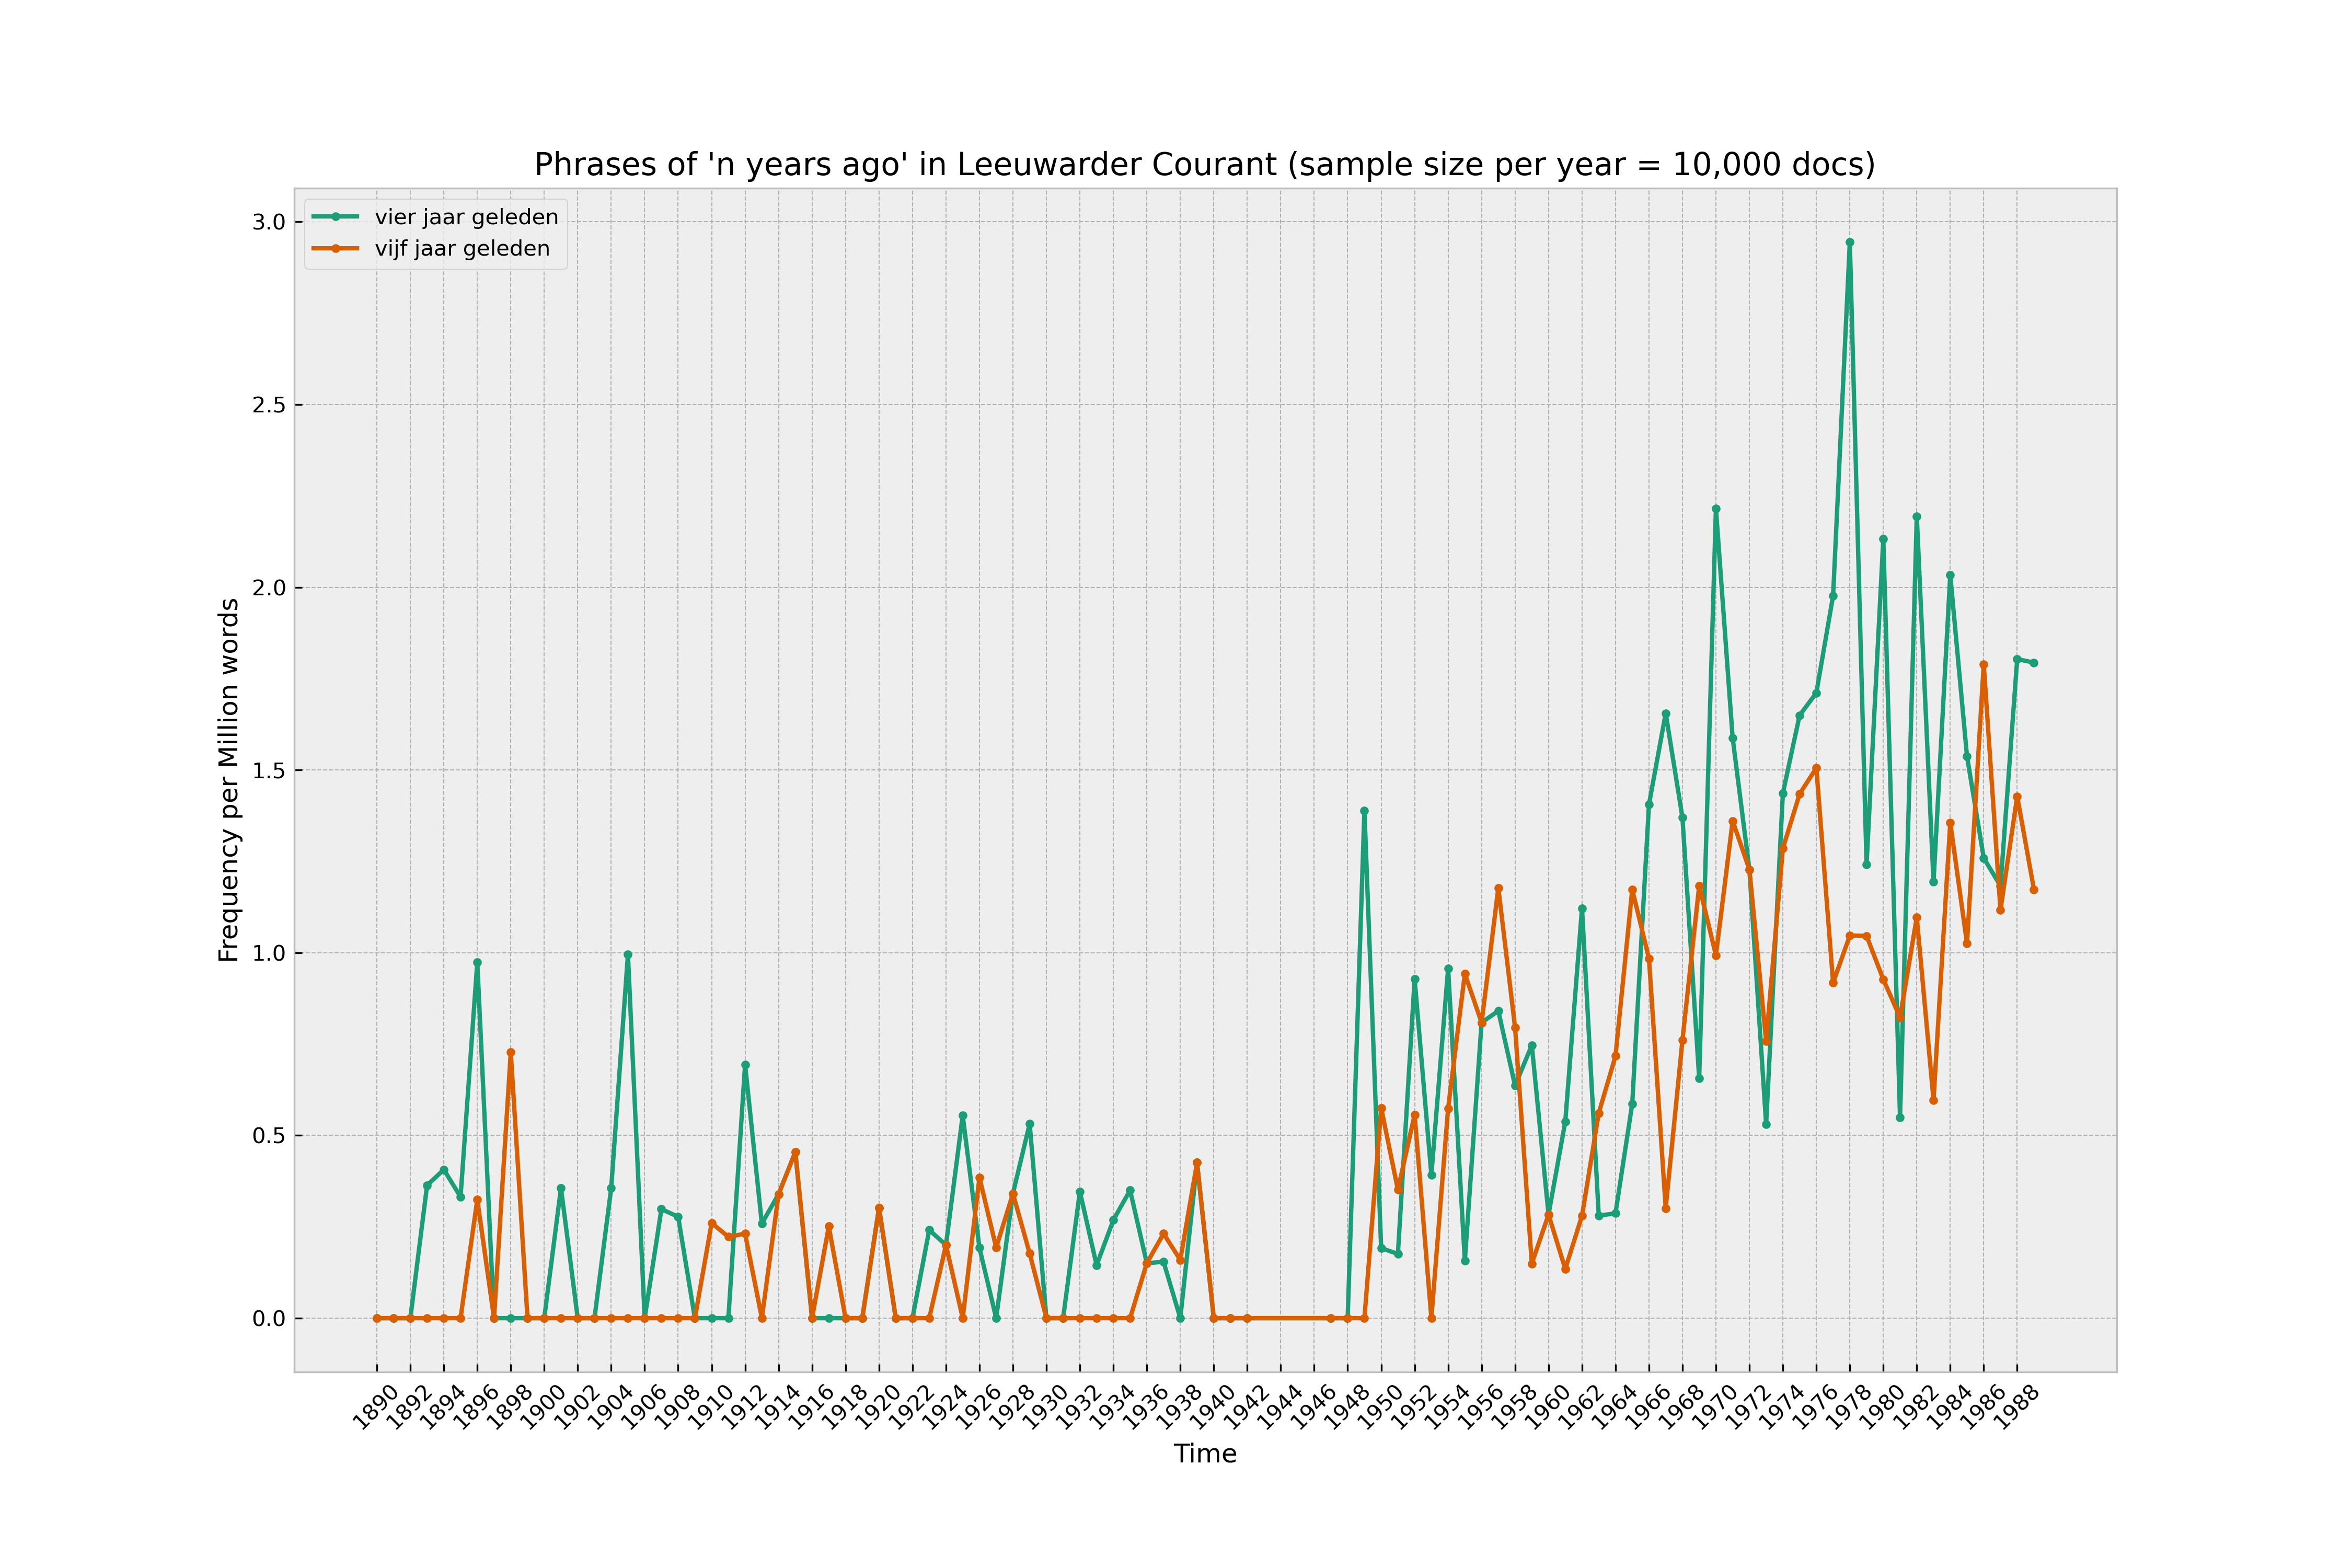 Phrases of 'n years ago' in Leeuwarder Courant (sample size per year = 10,000 docs)
vier jaar geleden
vijf jaar geleden
Frequency per Million words
3.0
2.5
2.0
1.5
1.0
0.5
0.0
1890 1892 1894 1896 1898 1900 1902 1904 1906 1908 1910 1912 1914 1916 1918 1920 1922 1924 1926 1928 1930 1932 1934 1936 1938 1940 1942 1944 1946 1948 1950 1952 1954 1956 1958 1960 1962 1964 1966 1968 1970 1972 1974 1976 1978 1980 1982 1984 1986 1988
Time